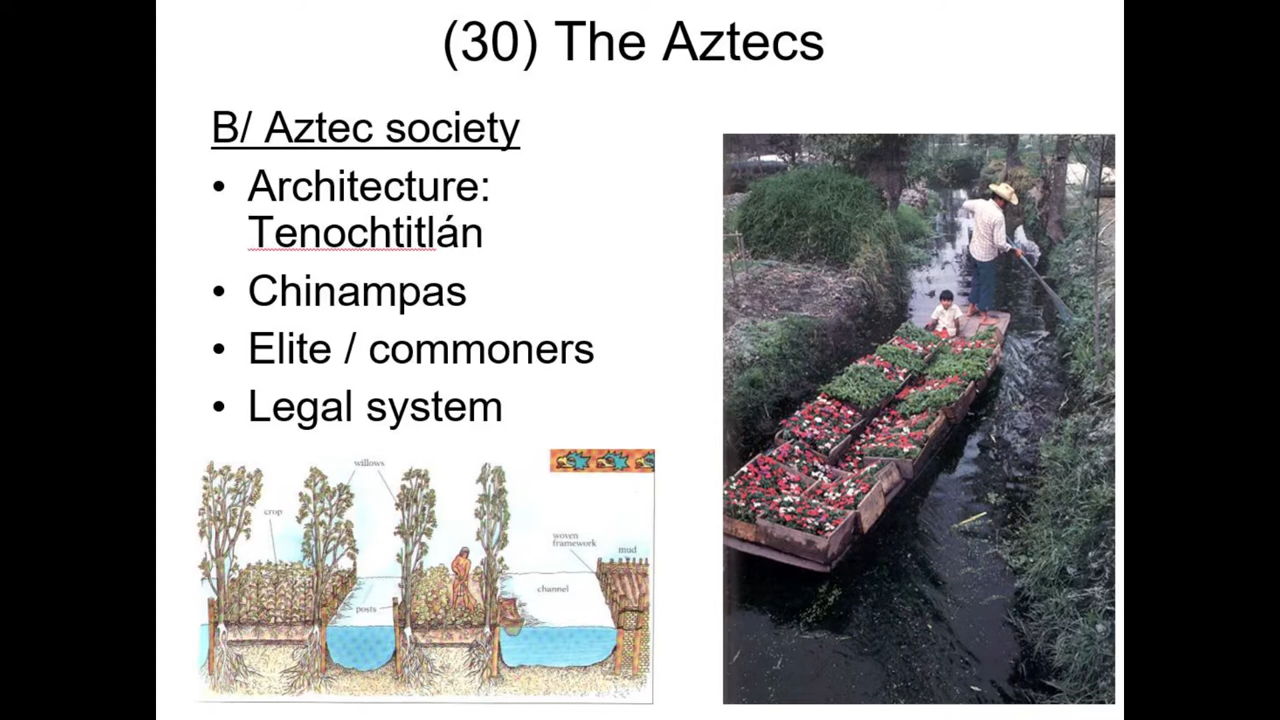 (30) The Aztecs
B/ Aztec society
• Architecture:
Tenochtitlán
• Chinampas
• Elite / commoners
• Legal system
willows
crop
woven
framework
mud
channel
posts